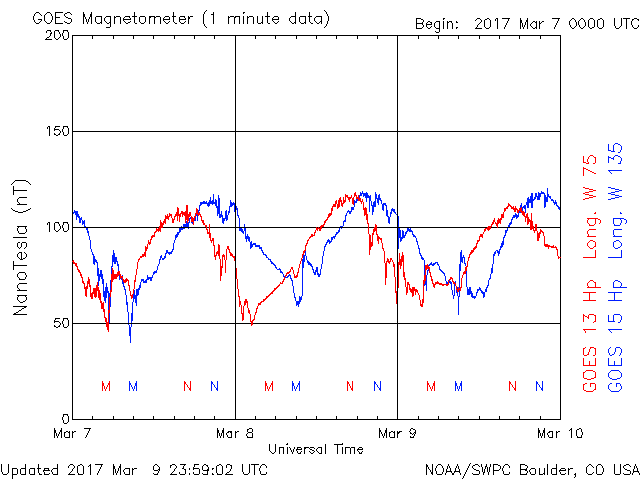 GOES Magnetometer (1 minute data)
Begin: 2017 Mar 7 0000 UTC
200
150
100
50
0
NanoTesla (nT)
GOES 13 Hp Long. W 75
GOES 15 Hp Long. W 135
M M N N M M N N M M N N
Mar 7 Mar 8 Mar 9 Mar 10
Universal Time
Updated 2017 Mar 9 23:59:02 UTC
NOAA/SWPC Boulder, CO USA